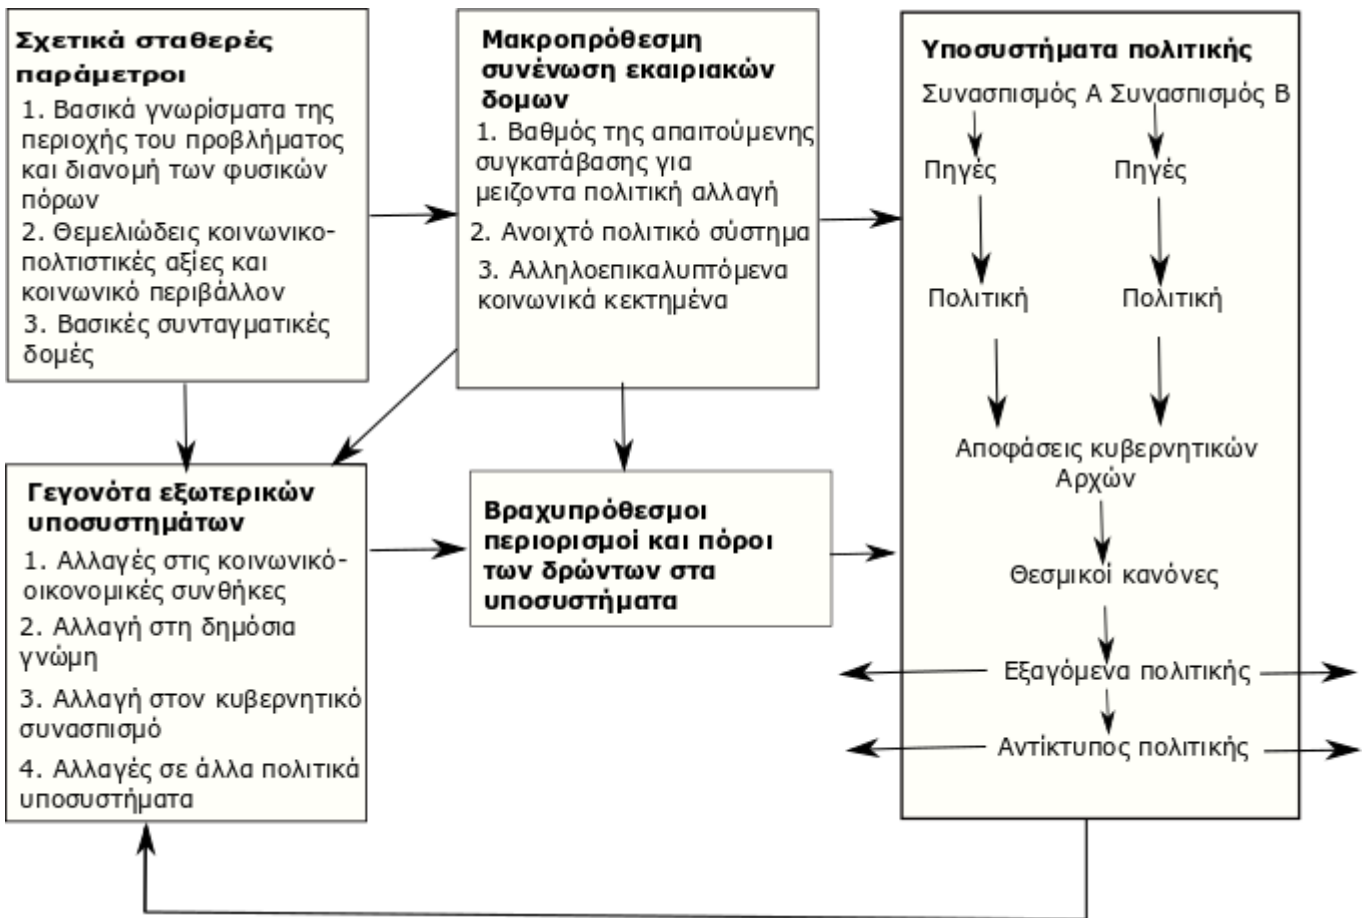 Σχετικά σταθερές
παράμετροι
1. Βασικά γνωρίσματα της
περιοχής του προβλήματος
και διανομή των φυσικών
πόρων
2. Θεμελιώδεις κοινωνικο-
πολτιστικές αξίες και
κοινωνικό περιβάλλον
3. Βασικές συνταγματικές
δομές
Μακροπρόθεσμη
συνένωση εκαιριακών
δομων
1. Βαθμός της απαιτούμενης
συγκατάβασης για
μειζοντα πολιτική αλλαγή
2. Ανοιχτό πολιτικό σύστημα
3. Αλληλοεπικαλυπτόμενα
κοινωνικά κεκτημένα
Υποσυστήματα πολιτικής
Συνασπισμός Α Συνασπισμός Β
Πηγές Πηγές
Πολιτική Πολιτική
Αποφάσεις κυβερνητικών
Αρχών
Θεσμικοί κανόνες
Εξαγόμενα πολιτικής
Αντίκτυπος πολιτικής
Γεγονότα εξωτερικών
υποσυστημάτων
1. Αλλαγές στις κοινωνικό-
οικονομικές συνθήκες
2. Αλλαγή στη δημόσια
γνώμη
3. Αλλαγή στον κυβερνητικό
συνασπισμό
4. Αλλαγές σε άλλα πολιτικά
υποσυστήματα
Βραχυπρόθεσμοι
περιορισμοί και πόροι
των δρώντων στα
υποσυστήματα